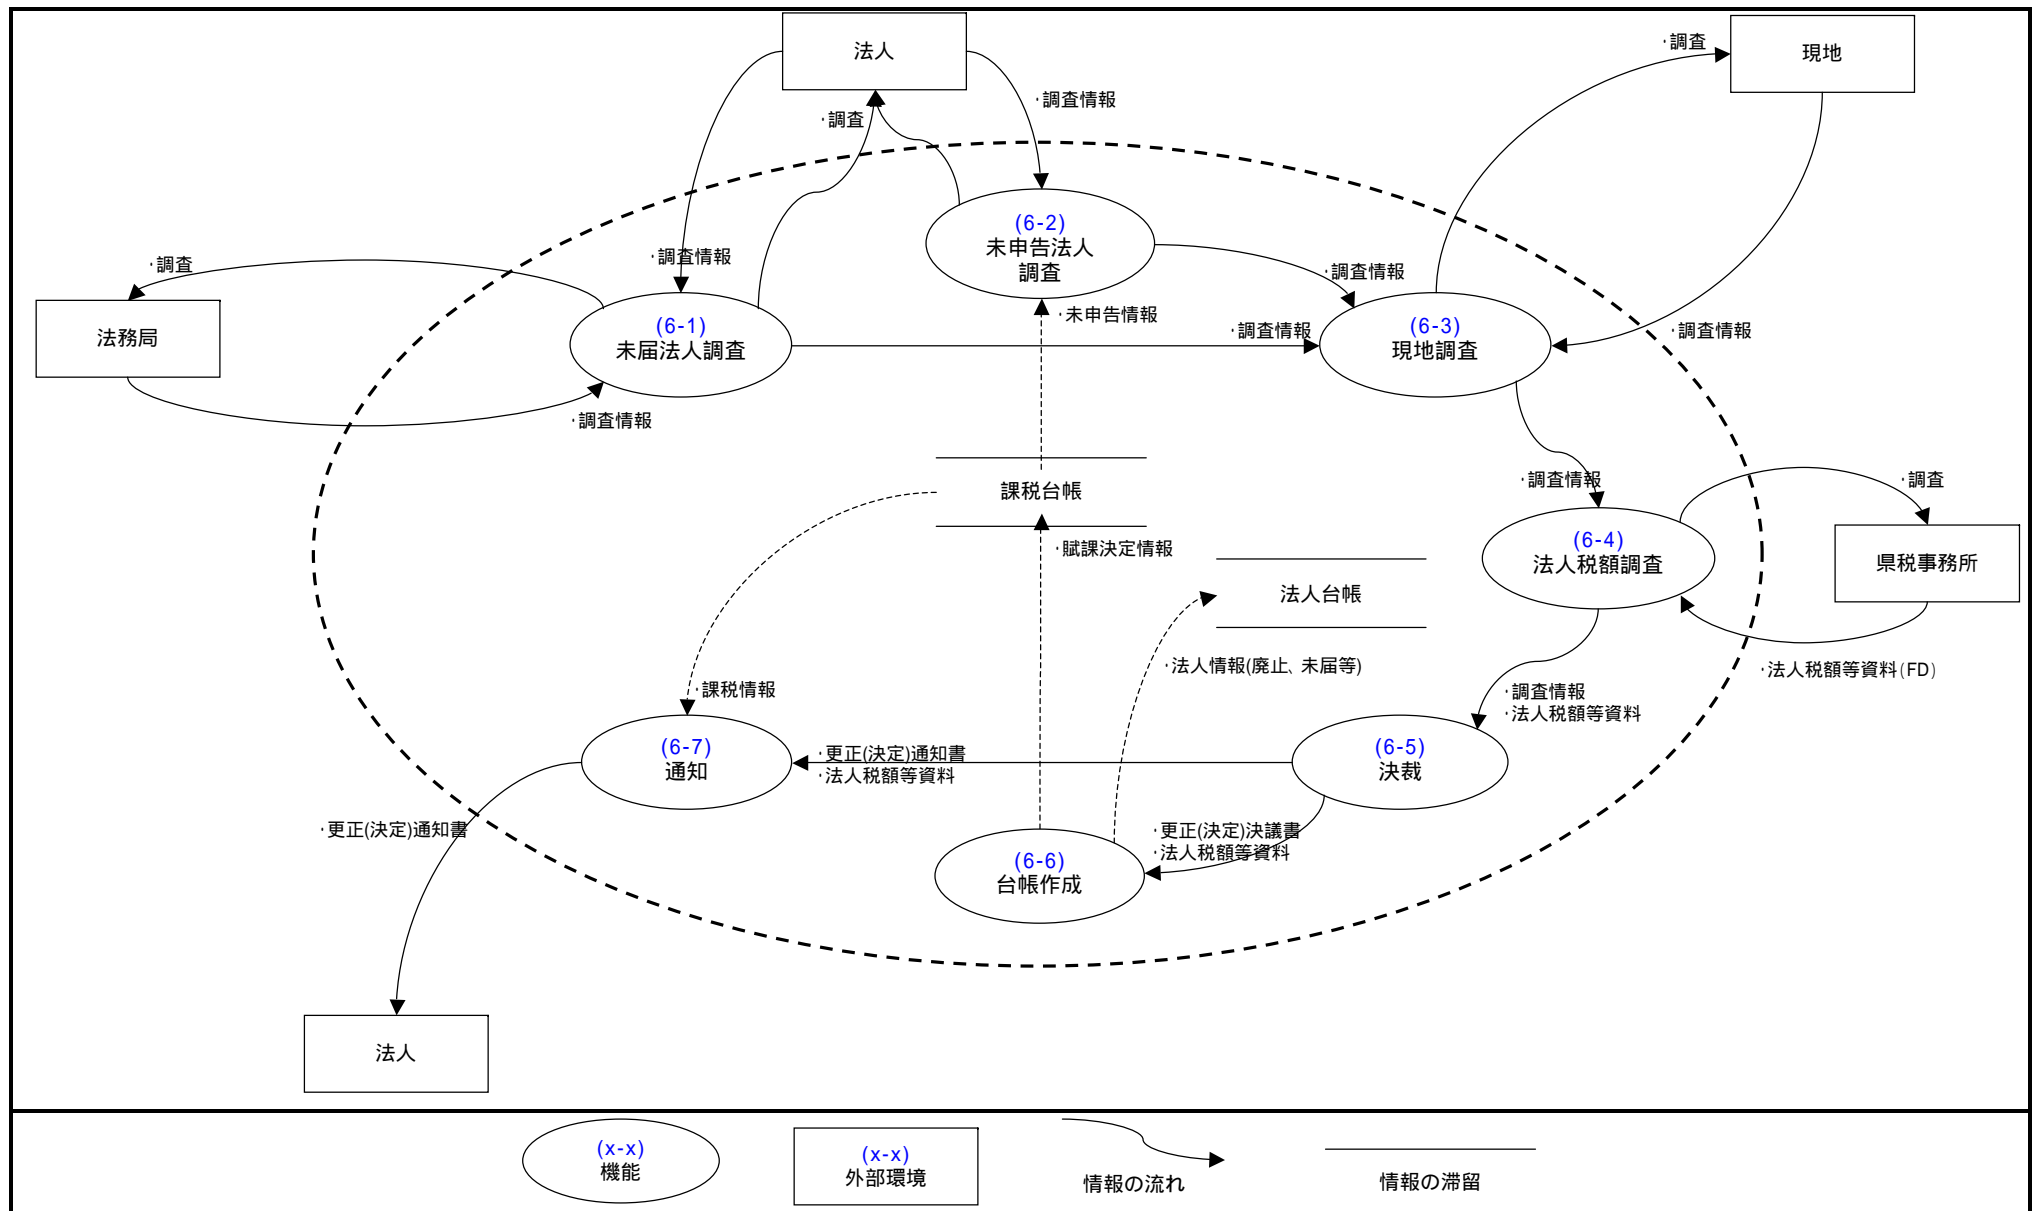 法人
現地
·調査
·調査情報
·調査
(6-2)
未申告法人
調査
·調査情報
·調査
·調査情報
法務局
(6-1)
未届法人調査
·未申告情報
·調査情報
(6-3)
現地調査
·調査情報
·調査情報
課税台帳
·調査情報
·調査
·賦課決定情報
(6-4)
法人税額調査
県税事務所
法人台帳
·法人情報(廃止、未届等)
·法人税額等資料(FD)
·課税情報
·調査情報
·法人税額等資料
(6-7)
通知
·更正(決定)通知書
·法人税額等資料
(6-5)
決裁
·更正(決定)通知書
·更正(決定)決議書
·法人税額等資料
(6-6)
台帳作成
法人
(x-x)
機能
(x-x)
外部環境
情報の流れ
情報の滞留